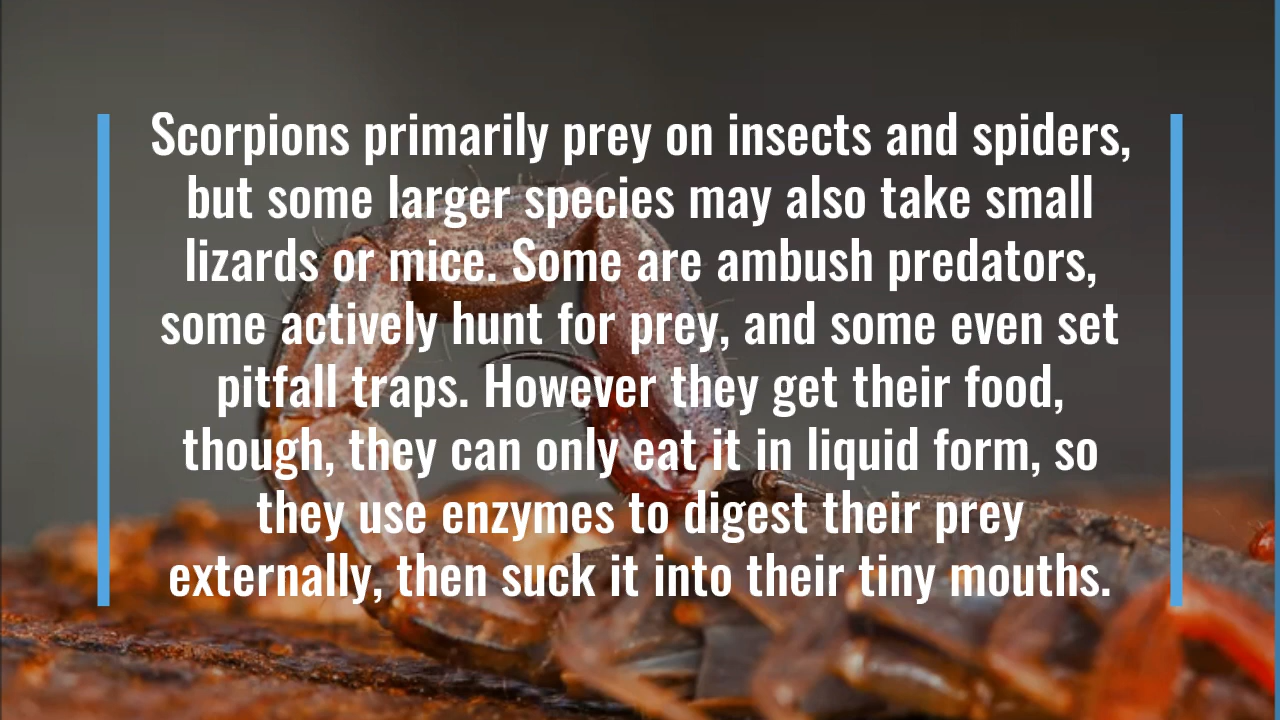 Scorpions primarily prey on insects and spiders,
but some larger species may also take small
lizards or mice. Some are ambush predators,
some actively hunt for prey, and some even set
pitfall traps. However they get their food,
though, they can only eat it in liquid form, so
they use enzymes to digest their prey
externally, then suck it into their tiny mouths.